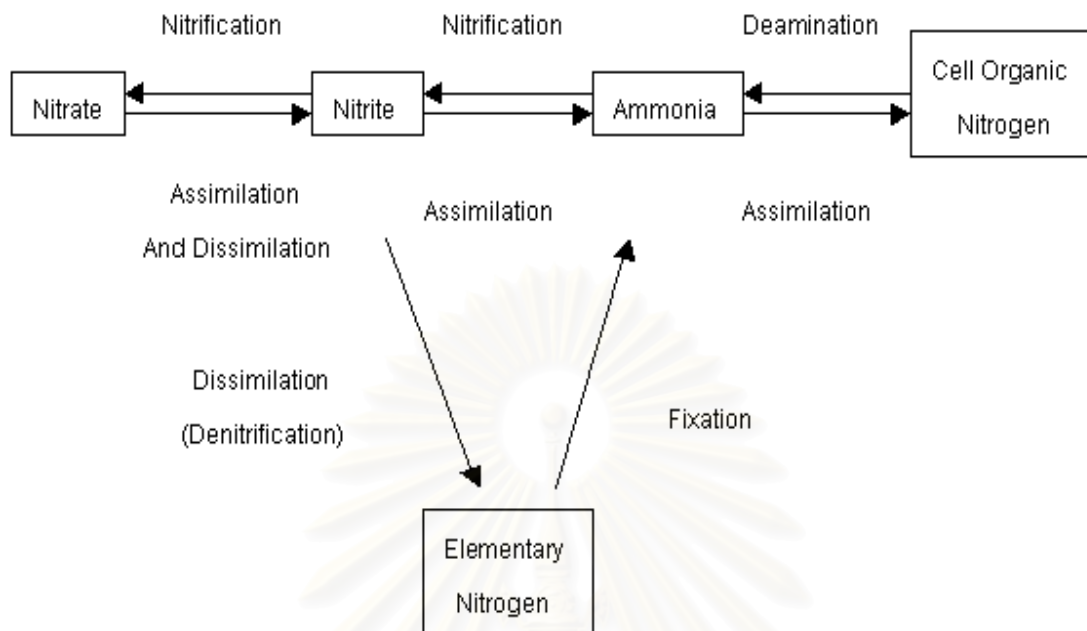 Nitrification
Nitrification
Deamination
Nitrate
Nitrite
Ammonia
Cell Organic
Nitrogen
Assimilation
And Dissimilation
Assimilation
Assimilation
Dissimilation
(Denitrification)
Fixation
Elementary
Nitrogen